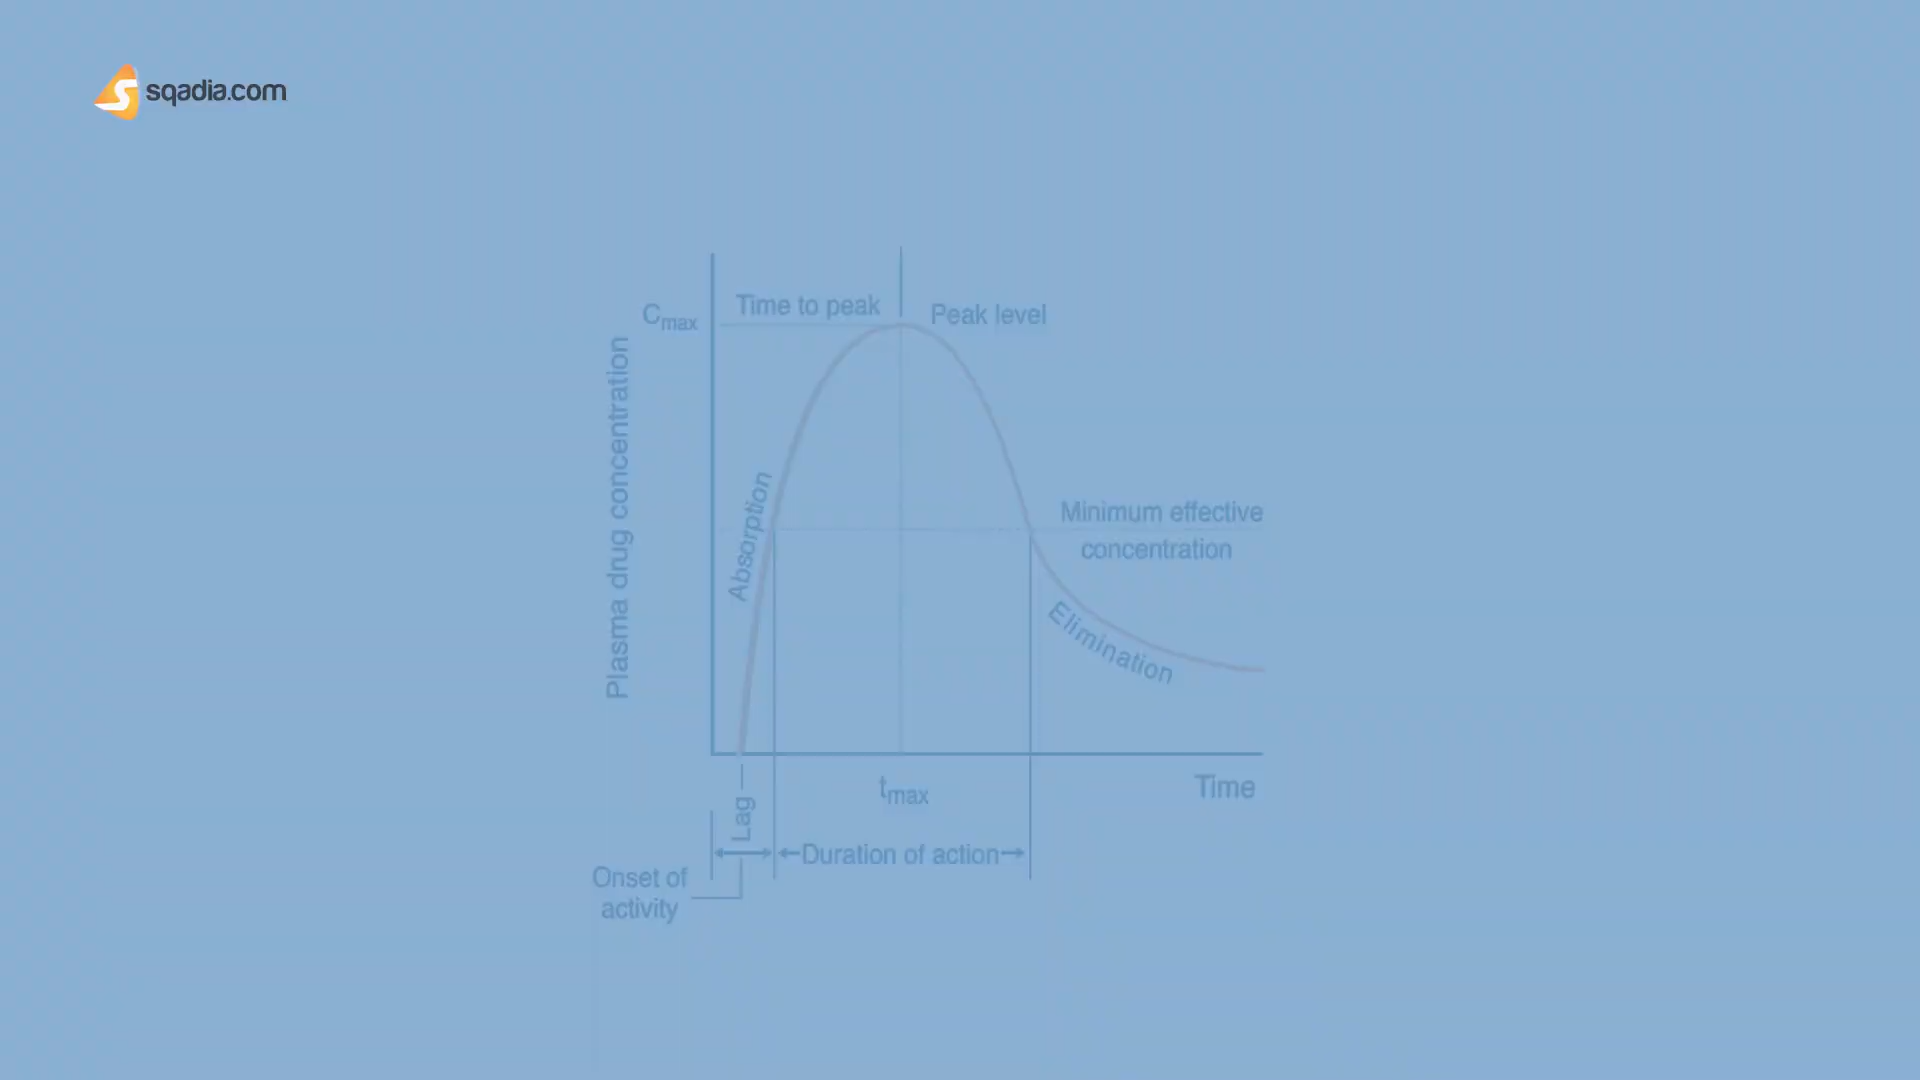 sqadia.com
Time to peak
Cmax
Peak level
Plasma drug concentration
Absorption
Minimum effective
concentration
Elimination
tmax
Time
Lag
Duration of action
Onset of
activity